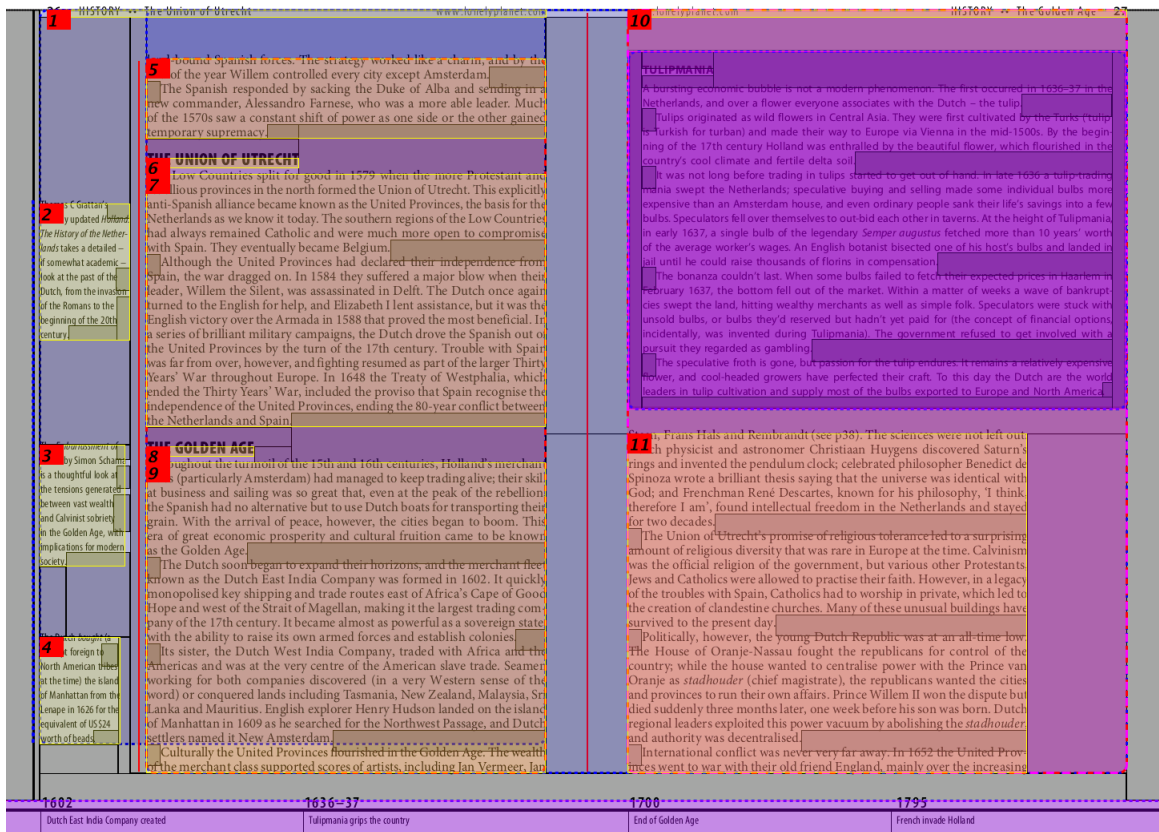 HISTORY •• The Union of Utrecht
www.lonelyplanet.com
lonelyplanet.com
HISTORY •• The Golden Age 27
1
2
y updated Holland:
The History of the Nether-
lands takes a detailed –
if somewhat academic –
look at the past of the
Dutch, from the invasion
of the Romans to the
beginning of the 20th
century.
3
by Simon Schama
is a thoughtful look at
the tensions generated
between vast wealth
and Calvinist sobriety
in the Golden Age, with
implications for modern
society.
4
foreign to
North American tribes
at the time) the island
of Manhattan from the
Lenape in 1626 for the
equivalent of US$24
worth of beads.
-bound Spanish forces. The strategy worked like a charm, and by the
5
of the year Willem controlled every city except Amsterdam.
The Spanish responded by sacking the Duke of Alba and sending in a
new commander, Alessandro Farnese, who was a more able leader. Much
of the 1570s saw a constant shift of power as one side or the other gained
temporary supremacy.
THE UNION OF UTRECHT
6
7
Low Countries split for good in 1579 when the more Protestant and
llious provinces in the north formed the Union of Utrecht. This explicitly
anti-Spanish alliance became known as the United Provinces, the basis for the
Netherlands as we know it today. The southern regions of the Low Countries
had always remained Catholic and were much more open to compromise
with Spain. They eventually became Belgium.
Although the United Provinces had declared their independence from
Spain, the war dragged on. In 1584 they suffered a major blow when their
leader, Willem the Silent, was assassinated in Delft. The Dutch once again
turned to the English for help, and Elizabeth I lent assistance, but it was the
English victory over the Armada in 1588 that proved the most beneficial. In
a series of brilliant military campaigns, the Dutch drove the Spanish out of
the United Provinces by the turn of the 17th century. Trouble with Spain
was far from over, however, and fighting resumed as part of the larger Thirty
Years' War throughout Europe. In 1648 the Treaty of Westphalia, which
ended the Thirty Years' War, included the proviso that Spain recognise the
independence of the United Provinces, ending the 80-year conflict between
the Netherlands and Spain.
THE GOLDEN AGE
8
9
oughout the turmoil of the 15th and 16th centuries, Holland's merchant
(particularly Amsterdam) had managed to keep trading alive; their skill
at business and sailing was so great that, even at the peak of the rebellion
the Spanish had no alternative but to use Dutch boats for transporting their
grain. With the arrival of peace, however, the cities began to boom. This
era of great economic prosperity and cultural fruition came to be known
as the Golden Age.
The Dutch soon began to expand their horizons, and the merchant fleet
known as the Dutch East India Company was formed in 1602. It quickly
monopolised key shipping and trade routes east of Africa's Cape of Good
Hope and west of the Strait of Magellan, making it the largest trading com-
pany of the 17th century. It became almost as powerful as a sovereign state
with the ability to raise its own armed forces and establish colonies.
Its sister, the Dutch West India Company, traded with Africa and the
Americas and was at the very centre of the American slave trade. Seamen
working for both companies discovered (in a very Western sense of the
word) or conquered lands including Tasmania, New Zealand, Malaysia, Sri
Lanka and Mauritius. English explorer Henry Hudson landed on the island
of Manhattan in 1609 as he searched for the Northwest Passage, and Dutch
settlers named it New Amsterdam.
Culturally the United Provinces flourished in the Golden Age. The wealth
of the merchant class supported scores of artists, including Jan Vermeer, Jan
10
TULIPMANIA
A bursting economic bubble is not a modern phenomenon. The first occurred in 1636–37 in the
Netherlands, and over a flower everyone associates with the Dutch – the tulip.
Tulips originated as wild flowers in Central Asia. They were first cultivated by the Turks ('tulip'
is Turkish for turban) and made their way to Europe via Vienna in the mid-1500s. By the begin-
ning of the 17th century Holland was enthralled by the beautiful flower, which flourished in the
country's cool climate and fertile delta soil.
It was not long before trading in tulips started to get out of hand. In late 1636 a tulip-trading
mania swept the Netherlands; speculative buying and selling made some individual bulbs more
expensive than an Amsterdam house, and even ordinary people sank their life's savings into a few
bulbs. Speculators fell over themselves to out-bid each other in taverns. At the height of Tulipmania,
in early 1637, a single bulb of the legendary Semper augustus fetched more than 10 years' worth
of the average worker's wages. An English botanist bisected one of his host's bulbs and landed in
jail until he could raise thousands of florins in compensation.
The bonanza couldn't last. When some bulbs failed to fetch their expected prices in Haarlem in
February 1637, the bottom fell out of the market. Within a matter of weeks a wave of bankrupt-
cies swept the land, hitting wealthy merchants as well as simple folk. Speculators were stuck with
unsold bulbs, or bulbs they'd reserved but hadn't yet paid for (the concept of financial options,
incidentally, was invented during Tulipmania). The government refused to get involved with a
pursuit they regarded as gambling.
The speculative froth is gone, but passion for the tulip endures. It remains a relatively expensive
flower, and cool-headed growers have perfected their craft. To this day the Dutch are the world
leaders in tulip cultivation and supply most of the bulbs exported to Europe and North America.
Steen, Frans Hals and Rembrandt (see p38). The sciences were not left out:
11
physicist and astronomer Christian Huygens discovered Saturn's
rings and invented the pendulum clock; celebrated philosopher Benedict de
Spinoza wrote a brilliant thesis saying that the universe was identical with
God; and Frenchman René Descartes, known for his philosophy, 'I think,
therefore I am', found intellectual freedom in the Netherlands and stayed
for two decades.
The Union of Utrecht's promise of religious tolerance led to a surprising
amount of religious diversity that was rare in Europe at the time. Calvinism
was the official religion of the government, but various other Protestants,
Jews and Catholics were allowed to practise their faith. However, in a legacy
of the troubles with Spain, Catholics had to worship in private, which led to
the creation of clandestine churches. Many of these unusual buildings have
survived to the present day.
Politically, however, the young Dutch Republic was at an all-time low.
The House of Oranje-Nassau fought the republicans for control of the
country; while the house wanted to centralise power with the Prince van
Oranje as stadhouder (chief magistrate), the republicans wanted the cities
and provinces to run their own affairs. Prince Willem II won the dispute but
died suddenly three months later, one week before his son was born. Dutch
regional leaders exploited this power vacuum by abolishing the stadhouder,
and authority was decentralised.
International conflict was never very far away. In 1652 the United Prov-
inces went to war with their old friend England, mainly over the increasing
1602
1636–37
1700
1795
Dutch East India Company created
Tulipmania grips the country
End of Golden Age
French invade Holland